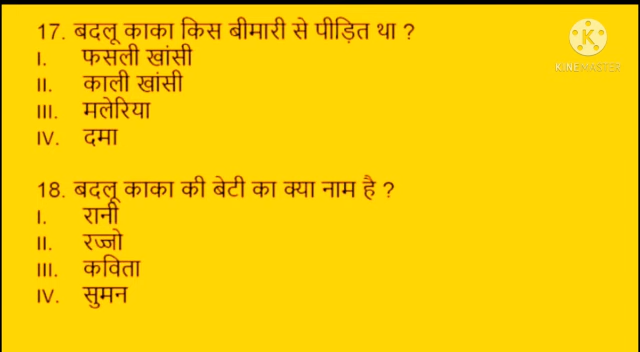 17. बदलू काका किस बीमारी से पीड़ित था ?
I. फसली खांसी
II. काली खांसी
III. मलेरिया
IV. दमा
18. बदलू काका की बेटी का क्या नाम है ?
I. रानी
II. रज्जो
III. कविता
IV. सुमन
K
KINEMASTER